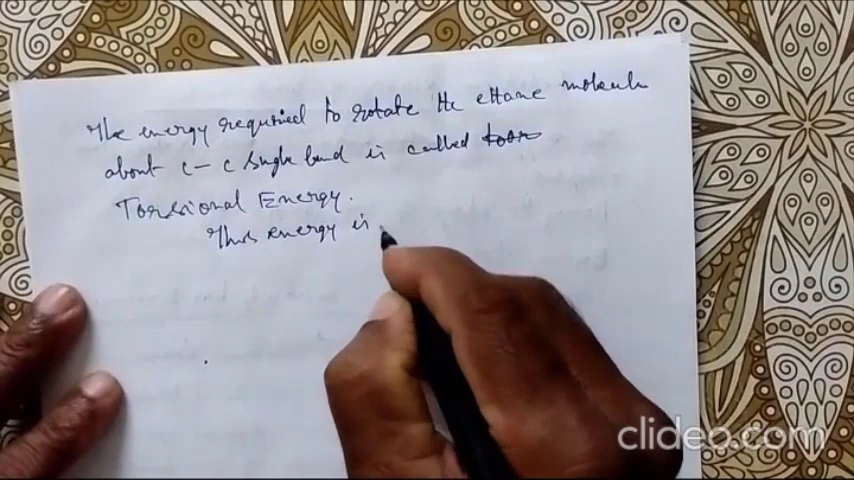 The energy required to rotate the ethane molecule
about C-C single bond is called
Torsional Energy.
This energy is
clideo.com